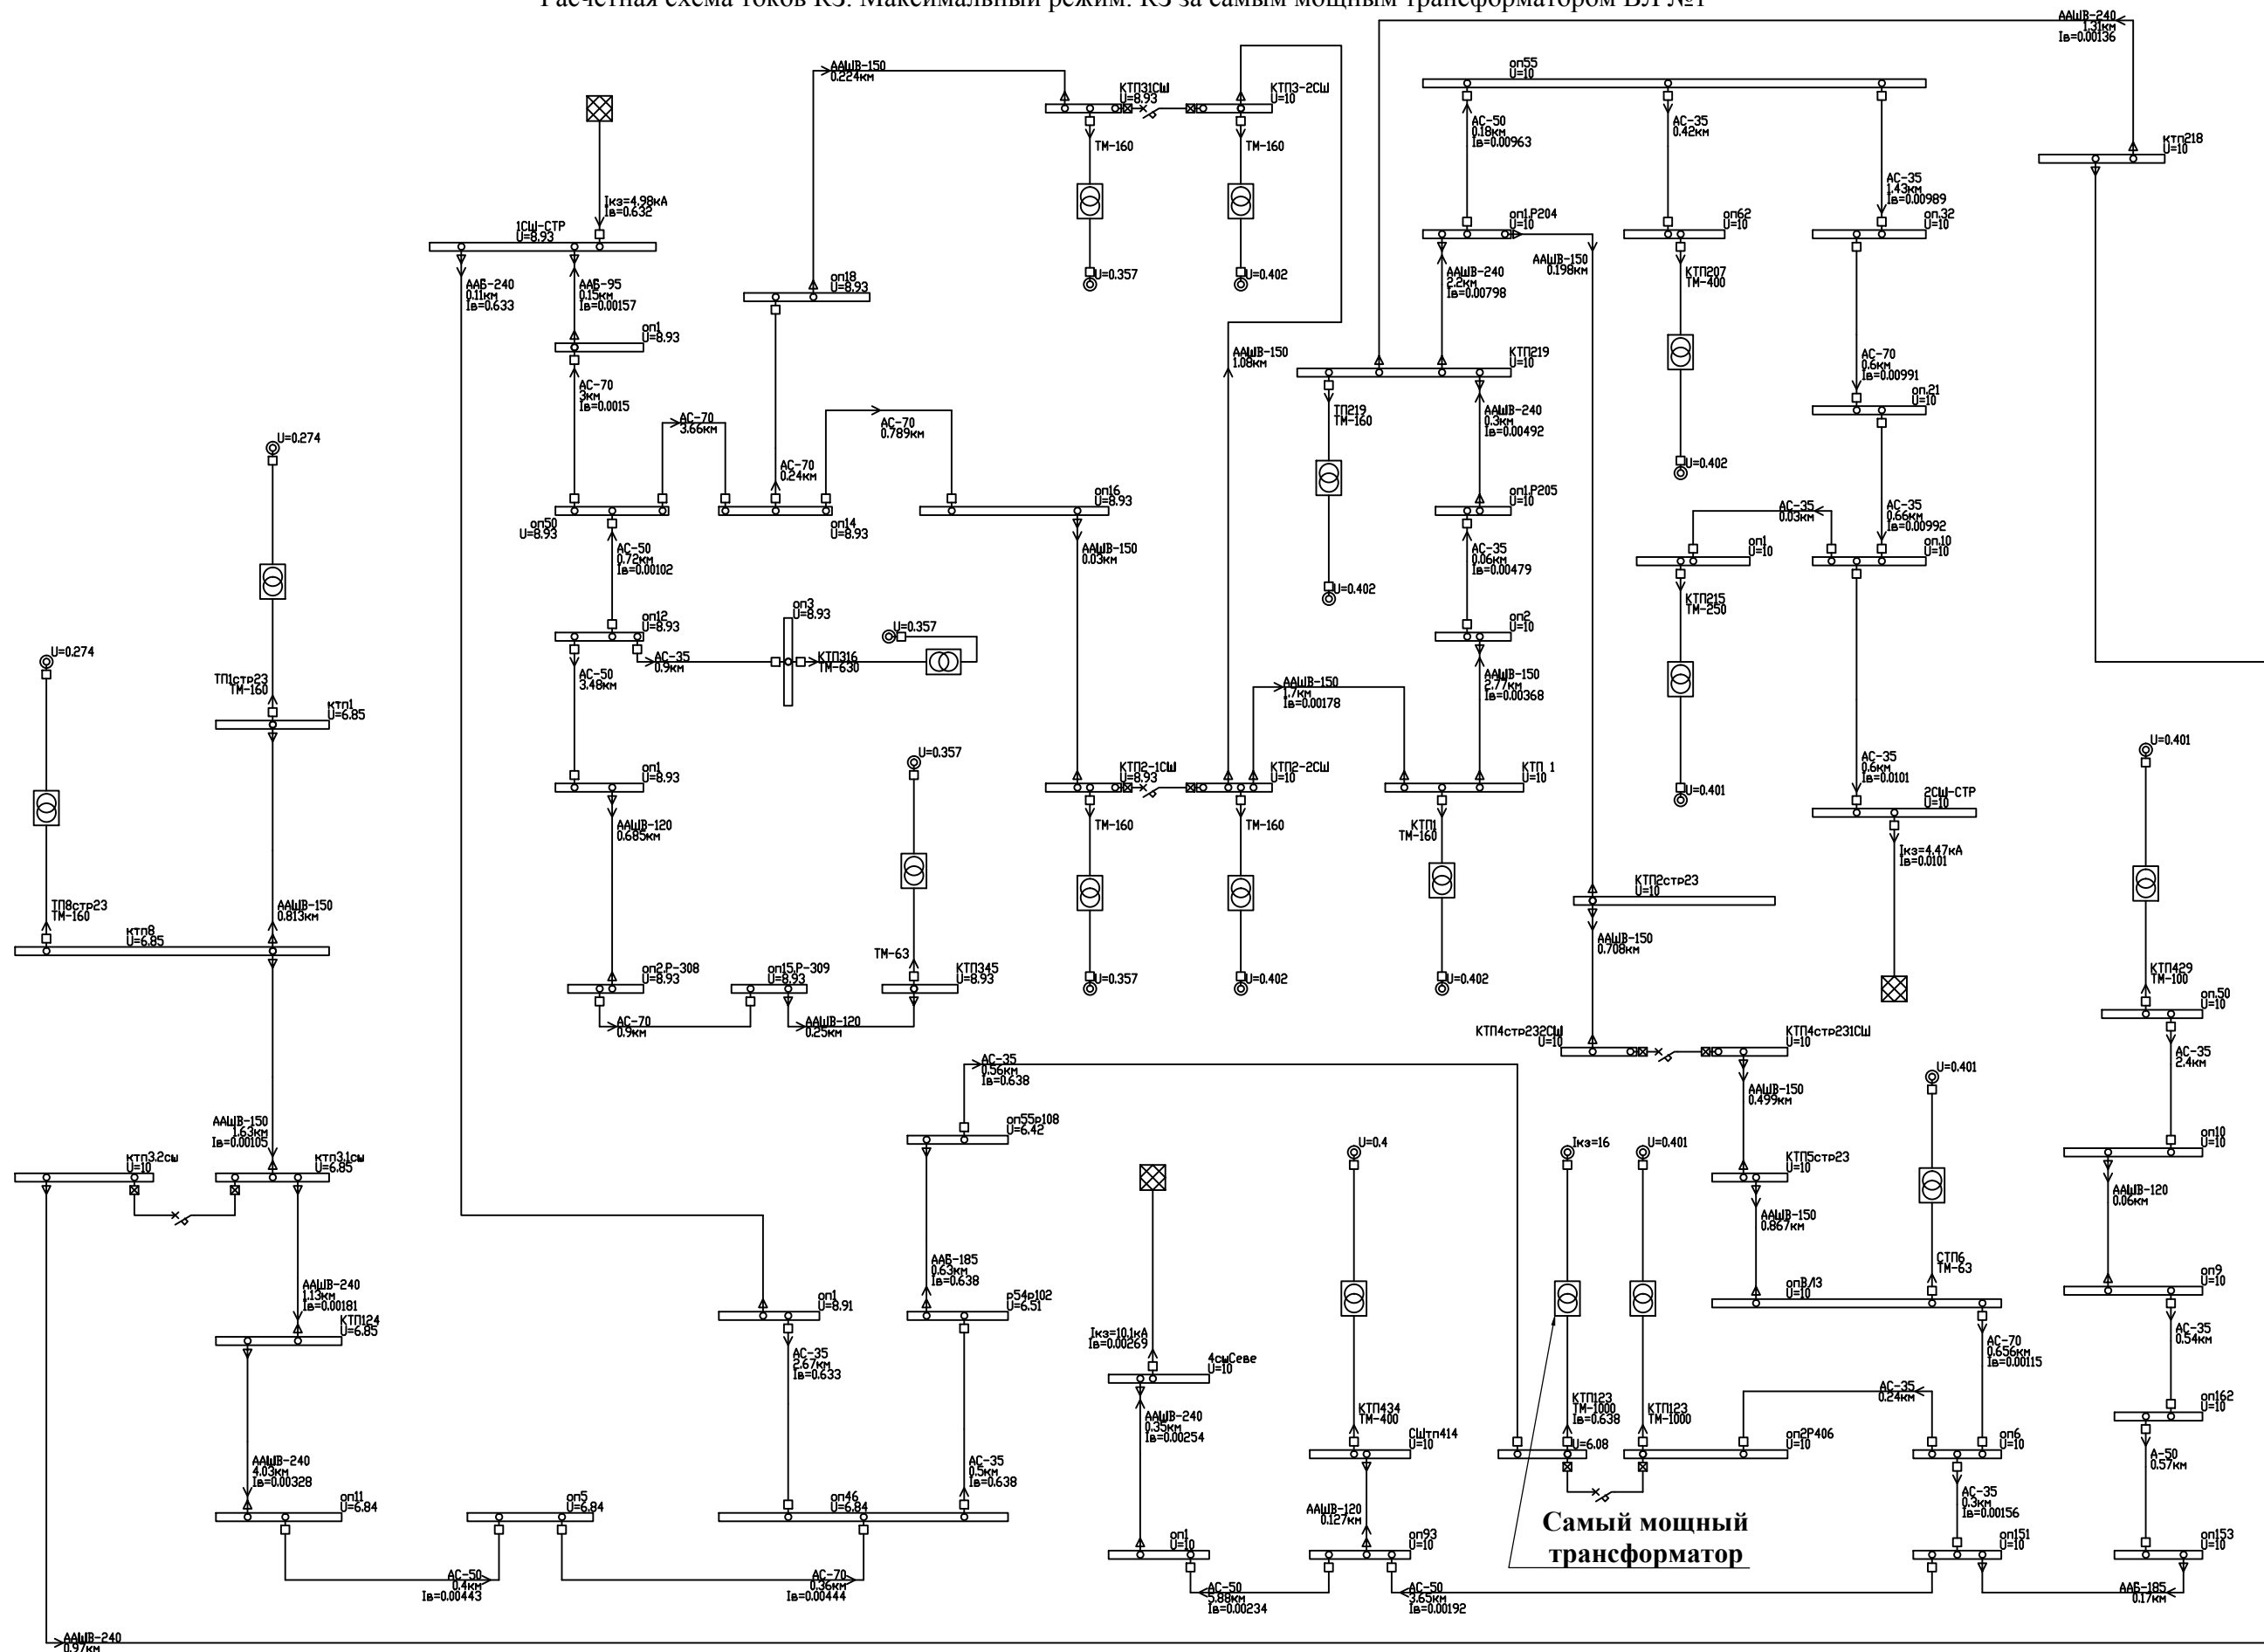 Расчетная схема токов КЗ. Максимальный режим. КЗ за самым мощным трансформатором ВЛ №1
ААШВ-240
1.31км
Iв=0.00136
оп55
U=10
ААШВ-150
0.224км
КТП31СШ
U=8.93
КТП3-2СШ
U=10
АС-50
0.18км
Iв=0.00963
АС-35
0.42км
ктп218
U=10
ТМ-160
ТМ-160
АС-35
1.43км
Iв=0.00989
Iкз=4.98кА
Iв=0.632
1СШ-СТР
U=8.93
оп1.Р204
U=10
оп62
U=10
оп.32
U=10
ААШВ-150
0.198км
ААБ-240
0.11км
Iв=0.633
ААБ-95
0.15км
Iв=0.00157
оп18
U=8.93
U=0.357
U=0.402
ААШВ-240
2.2км
Iв=0.00798
КТП207
ТМ-400
оп1
U=8.93
ААШВ-150
1.08км
КТП219
U=10
АС-70
0.6км
Iв=0.00991
АС-70
3км
Iв=0.0015
АС-70
3.66км
АС-70
0.789км
ТП219
ТМ-160
ААШВ-240
0.3км
Iв=0.00492
оп.21
U=10
U=0.274
АС-70
0.24км
U=0.402
оп50
U=8.93
оп14
U=8.93
оп16
U=8.93
оп1.Р205
U=10
АС-35
0.03км
АС-35
0.66км
Iв=0.00992
АС-50
0.72км
Iв=0.00102
ААШВ-150
0.03км
АС-35
0.06км
Iв=0.00479
оп1
U=10
оп.10
U=10
U=0.402
КТП215
ТМ-250
оп12
U=8.93
оп3
U=8.93
U=0.357
оп2
U=10
U=0.274
АС-35
0.9км
КТП316
ТМ-630
АС-50
3.48км
ТП1стр23
ТМ-160
ААШВ-150
1.7км
Iв=0.00178
ААШВ-150
2.77км
Iв=0.00368
ктп1
U=6.85
U=0.357
U=0.401
АС-35
0.6км
Iв=0.0101
U=0.401
оп1
U=8.93
КТП2-1СШ
U=8.93
КТП2-2СШ
U=10
КТП 1
U=10
2СШ-СТР
U=10
ААШВ-120
0.685км
ТМ-160
ТМ-160
КТП1
ТМ-160
Iкз=4.47кА
Iв=0.0101
КТП2стр23
U=10
ТП8стр23
ТМ-160
ААШВ-150
0.813км
ктп8
U=6.85
ААШВ-150
0.708км
ТМ-63
оп2.Р-308
U=8.93
оп15.Р-309
U=8.93
КТП345
U=8.93
U=0.357
U=0.402
U=0.402
КТП429
ТМ-100
оп.50
U=10
АС-70
0.9км
ААШВ-120
0.25км
КТП4стр232СШ
U=10
КТП4стр231СШ
U=10
АС-35
2.4км
АС-35
0.56км
Iв=0.638
U=0.401
ААШВ-150
0.499км
ААШВ-150
1.63км
Iв=0.00105
оп55р108
U=6.42
U=0.4
Iкз=16
U=0.401
оп10
U=10
ктп3.2сш
U=10
ктп3.1сш
U=6.85
КТП5стр23
U=10
ААШВ-120
0.06км
ААШВ-150
0.867км
ААБ-185
0.63км
Iв=0.638
СТП6
ТМ-63
ААШВ-240
1.13км
Iв=0.00181
оп1
U=8.91
р54р102
U=6.51
опВЛ3
U=10
оп9
U=10
КТП124
U=6.85
Iкз=10.1кА
Iв=0.00269
АС-35
2.67км
Iв=0.633
4сшСеве
U=10
АС-70
0.656км
Iв=0.00115
АС-35
0.54км
АС-35
0.24км
ААШВ-240
0.35км
Iв=0.00254
КТП434
ТМ-400
КТП123
ТМ-1000
Iв=0.638
КТП123
ТМ-1000
оп162
U=10
СШтп414
U=10
U=6.08
оп2Р406
U=10
оп6
U=10
ААШВ-240
4.03км
Iв=0.00328
АС-35
0.5км
Iв=0.638
А-50
0.57км
АС-35
0.3км
Iв=0.00156
оп11
U=6.84
оп5
U=6.84
оп46
U=6.84
ААШВ-120
0.127км
Самый мощный
трансформатор
оп1
U=10
оп93
U=10
оп151
U=10
оп153
U=10
АС-50
0.4км
Iв=0.00443
АС-70
0.36км
Iв=0.00444
АС-50
5.88км
Iв=0.00234
АС-50
3.65км
Iв=0.00192
ААБ-185
0.17км
ААШВ-240
0.97км